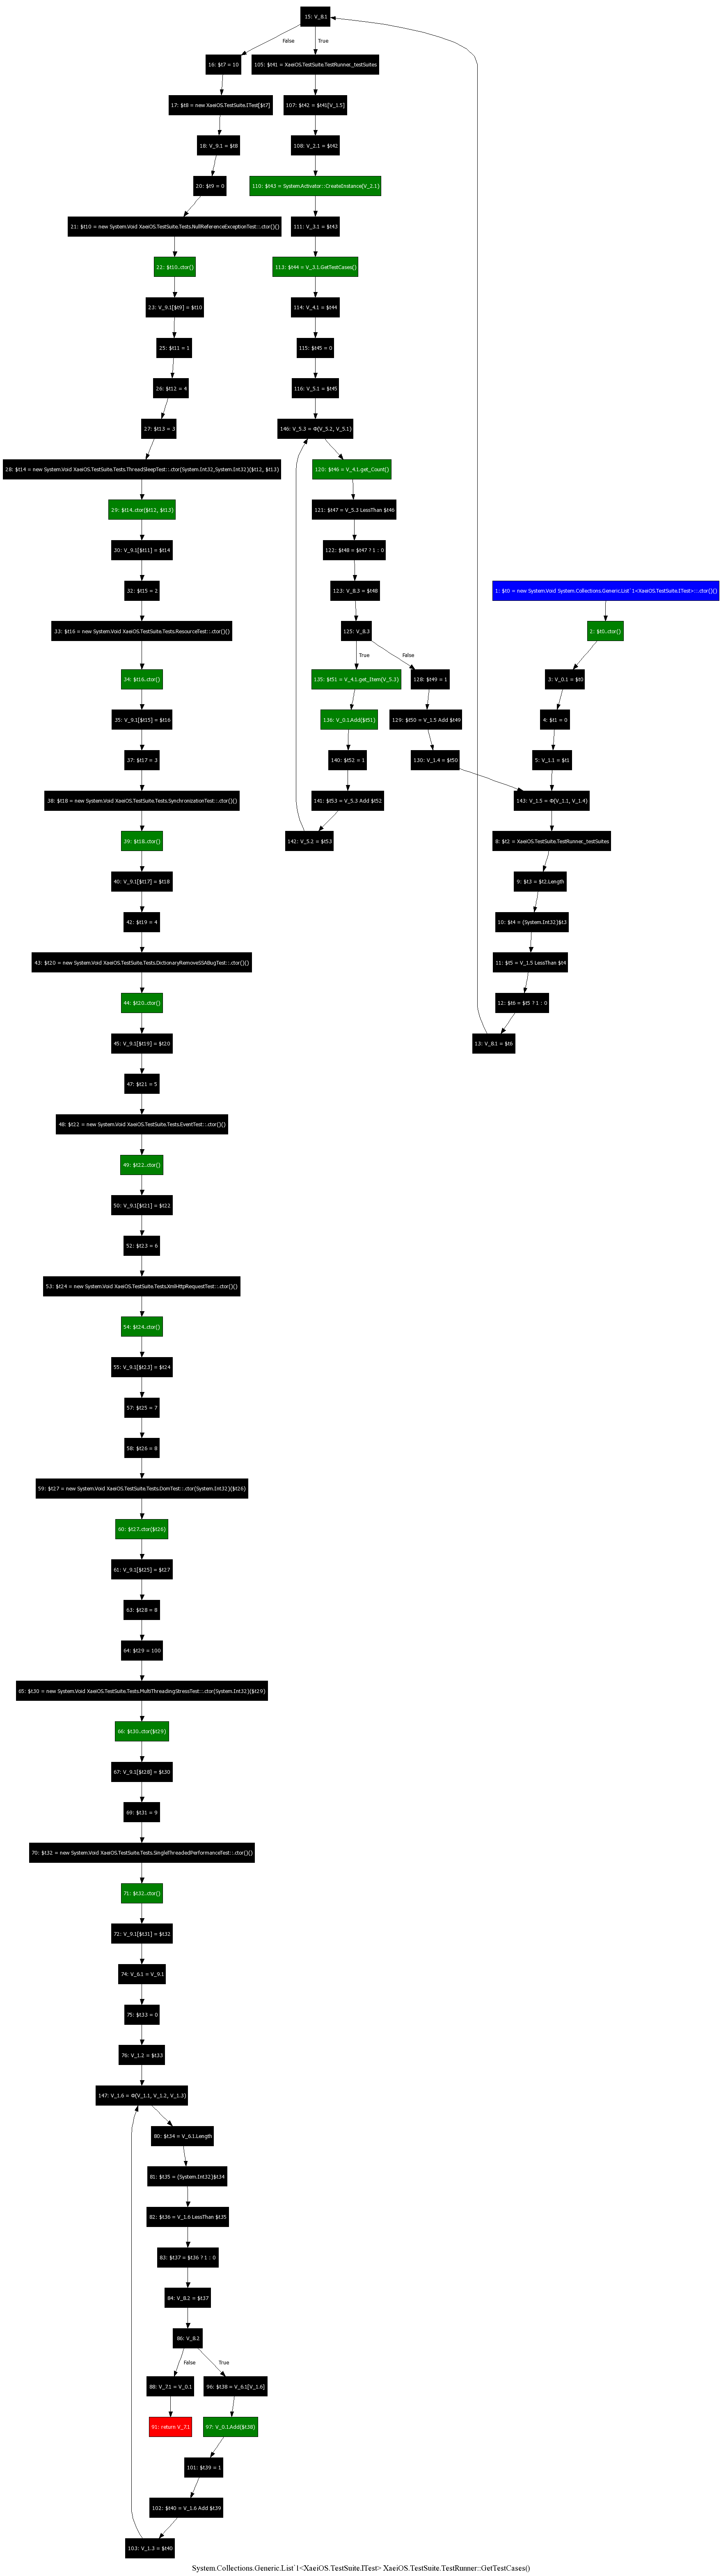 15: V_8.1
False
True
16: $t7 = 10
105: $t41 = XaeiOS.TestSuite.TestRunner._testSuites
17: $t8 = new XaeiOS.TestSuite.ITest[$t7]
107: $t42 = $t41[V_1.5]
18: V_9.1 = $t8
108: V_2.1 = $t42
20: $t9 = 0
110: $t43 = System.Activator::CreateInstance(V_2.1)
21: $t10 = new System.Void XaeiOS.TestSuite.Tests.NullReferenceExceptionTest::.ctor()()
111: V_3.1 = $t43
22: $t10..ctor()
113: $t44 = V_3.1.GetTestCases()
23: V_9.1[$t9] = $t10
114: V_4.1 = $t44
25: $t11 = 1
115: $t45 = 0
26: $t12 = 4
116: V_5.1 = $t45
27: $t13 = 3
146: V_5.3 = Φ(V_5.2, V_5.1)
28: $t14 = new System.Void XaeiOS.TestSuite.Tests.ThreadSleepTest::.ctor(System.Int32,System.Int32)($t12, $t13)
120: $t46 = V_4.1.get_Count()
29: $t14..ctor($t12, $t13)
121: $t47 = V_5.3 LessThan $t46
30: V_9.1[$t11] = $t14
122: $t48 = $t47 ? 1 : 0
32: $t15 = 2
123: V_8.3 = $t48
1: $t0 = new System.Void System.Collections.Generic.List`1<XaeiOS.TestSuite.ITest>::.ctor()()
33: $t16 = new System.Void XaeiOS.TestSuite.Tests.ResourceTest::.ctor()()
125: V_8.3
2: $t0..ctor()
True
False
34: $t16..ctor()
135: $t51 = V_4.1.get_Item(V_5.3)
128: $t49 = 1
3: V_0.1 = $t0
35: V_9.1[$t15] = $t16
136: V_0.1.Add($t51)
129: $t50 = V_1.5 Add $t49
4: $t1 = 0
37: $t17 = 3
140: $t52 = 1
130: V_1.4 = $t50
5: V_1.1 = $t1
38: $t18 = new System.Void XaeiOS.TestSuite.Tests.SynchronizationTest::.ctor()()
141: $t53 = V_5.3 Add $t52
143: V_1.5 = Φ(V_1.1, V_1.4)
39: $t18..ctor()
142: V_5.2 = $t53
8: $t2 = XaeiOS.TestSuite.TestRunner._testSuites
40: V_9.1[$t17] = $t18
9: $t3 = $t2.Length
42: $t19 = 4
10: $t4 = (System.Int32)$t3
43: $t20 = new System.Void XaeiOS.TestSuite.Tests.DictionaryRemoveSSABugTest::.ctor()()
11: $t5 = V_1.5 LessThan $t4
44: $t20..ctor()
12: $t6 = $t5 ? 1 : 0
45: V_9.1[$t19] = $t20
13: V_8.1 = $t6
47: $t21 = 5
48: $t22 = new System.Void XaeiOS.TestSuite.Tests.EventTest::.ctor()()
49: $t22..ctor()
50: V_9.1[$t21] = $t22
52: $t23 = 6
53: $t24 = new System.Void XaeiOS.TestSuite.Tests.XmlHttpRequestTest::.ctor()()
54: $t24..ctor()
55: V_9.1[$t23] = $t24
57: $t25 = 7
58: $t26 = 8
59: $t27 = new System.Void XaeiOS.TestSuite.Tests.DomTest::.ctor(System.Int32)($t26)
60: $t27..ctor($t26)
61: V_9.1[$t25] = $t27
63: $t28 = 8
64: $t29 = 100
65: $t30 = new System.Void XaeiOS.TestSuite.Tests.MultiThreadingStressTest::.ctor(System.Int32)($t29)
66: $t30..ctor($t29)
67: V_9.1[$t28] = $t30
69: $t31 = 9
70: $t32 = new System.Void XaeiOS.TestSuite.Tests.SingleThreadedPerformanceTest::.ctor()()
71: $t32..ctor()
72: V_9.1[$t31] = $t32
74: V_6.1 = V_9.1
75: $t33 = 0
76: V_1.2 = $t33
147: V_1.6 = Φ(V_1.1, V_1.2, V_1.3)
80: $t34 = V_6.1.Length
81: $t35 = (System.Int32)$t34
82: $t36 = V_1.6 LessThan $t35
83: $t37 = $t36 ? 1 : 0
84: V_8.2 = $t37
86: V_8.2
False
True
88: V_7.1 = V_0.1
96: $t38 = V_6.1[V_1.6]
91: return V_7.1
97: V_0.1.Add($t38)
101: $t39 = 1
102: $t40 = V_1.6 Add $t39
103: V_1.3 = $t40
System.Collections.Generic.List`1<XaeiOS.TestSuite.ITest> XaeiOS.TestSuite.TestRunner::GetTestCases()